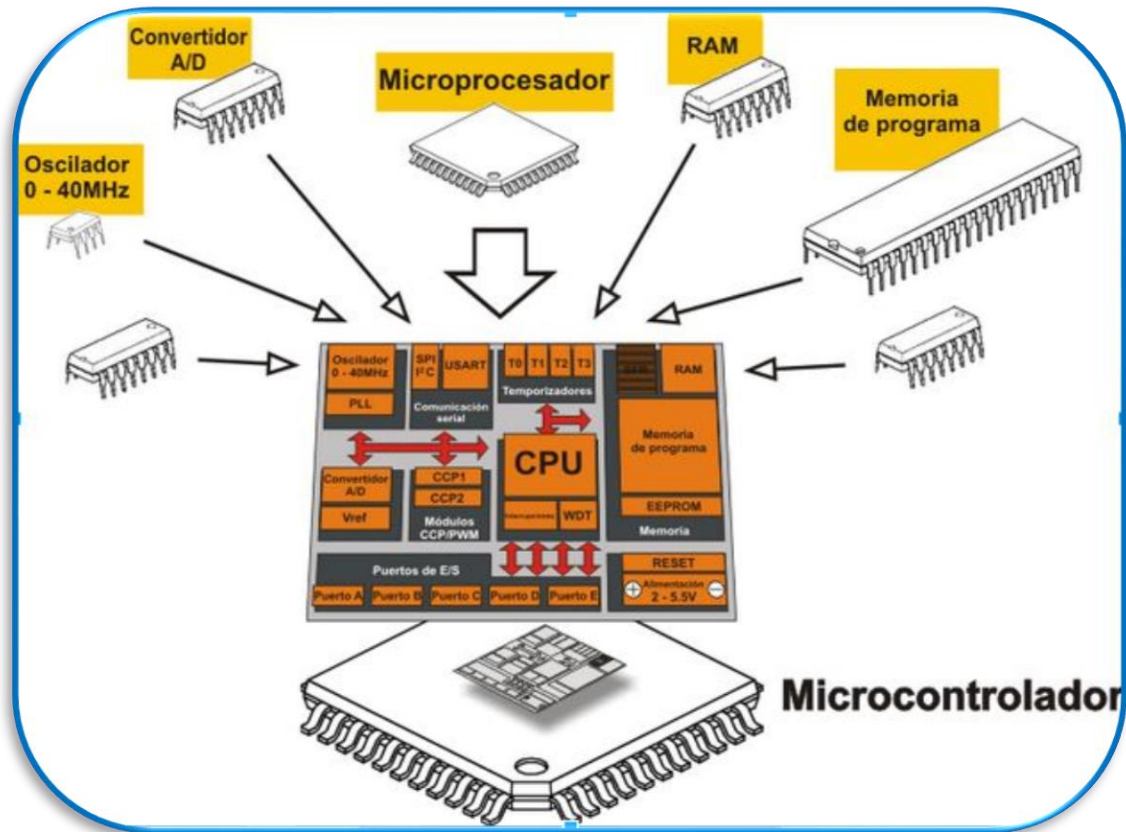 Convertidor
A/D
Microprocesador
RAM
Memoria
de programa
Oscilador
0 - 40MHz
Oscilador
0 - 40MHz
PLL
SPI
I²C
USART
Comunicación
serial
T0 T1 T2 T3
Temporizadores
RAM
Memoria
de programa
EEPROM
Memoria
CPU
WDT
Convertidor
A/D
Vref
CCP1
CCP2
Módulos
CCP/PWM
Puertos de E/S
Puerto A Puerto B Puerto C Puerto D Puerto E
RESET
+ Alimentación -
2 - 5.5V
Microcontrolador